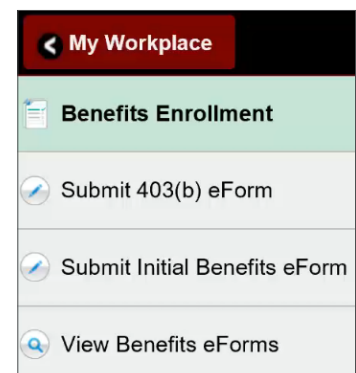 My Workplace
Benefits Enrollment
Submit 403(b) eForm
Submit Initial Benefits eForm
View Benefits eForms